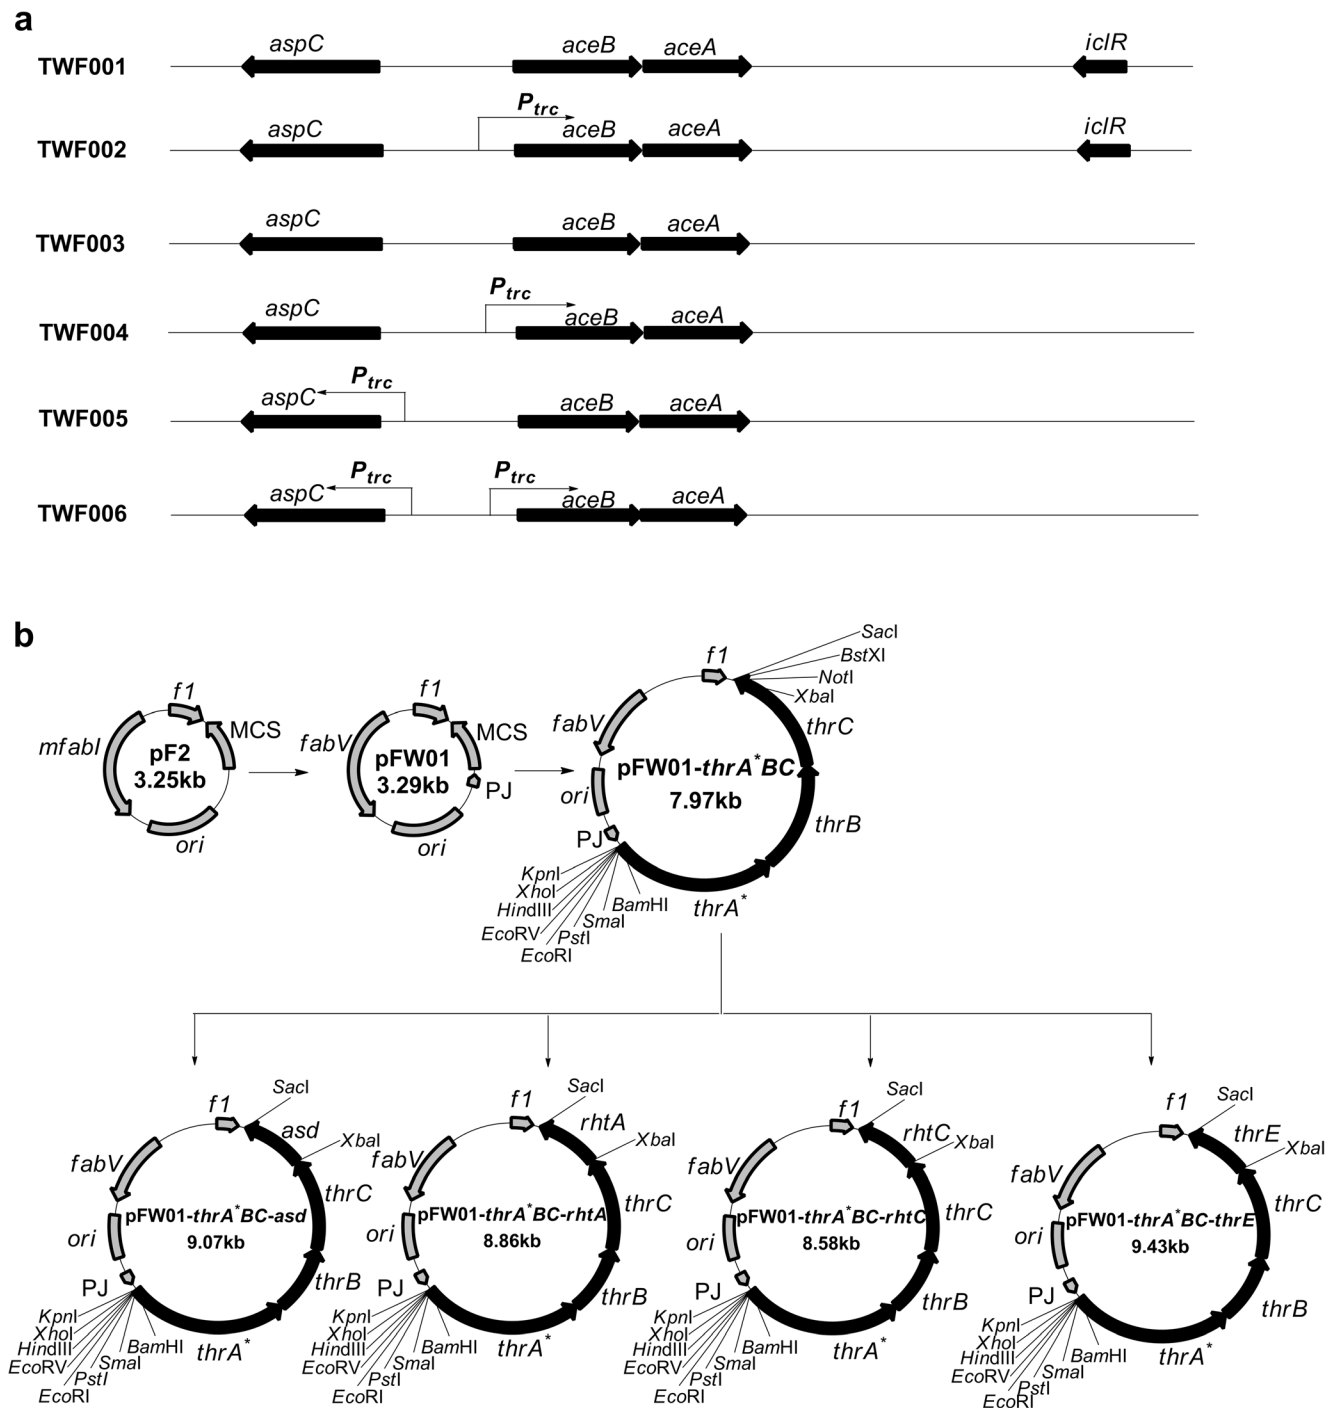 a
aspC aceB aceA iclR
TWF001
Ptrc
aspC aceB aceA iclR
TWF002
aspC aceB aceA
TWF003
Ptrc
aspC aceB aceA
TWF004
Ptrc
aspC aceB aceA
TWF005
Ptrc Ptrc
aspC aceB aceA
TWF006
b
f1
MCS
mfabI
pF2
3.25kb
ori
f1
MCS
fabV
pFW01
3.29kb
PJ
ori
f1
SacI
BstXI
NotI
XbaI
thrC
fabV
pFW01-thrA*BC
7.97kb
ori
thrB
PJ
KpnI
XhoI
HindIII
EcoRV
EcoRI
PstI
SmaI
BamHI
thrA*
f1
SacI
asd
XbaI
fabV
thrC
pFW01-thrA*BC-asd
9.07kb
ori
thrB
PJ
KpnI
XhoI
HindIII
EcoRV
EcoRI
PstI
SmaI
BamHI
thrA*
f1
SacI
rhtA
XbaI
fabV
thrC
pFW01-thrA*BC-rhtA
8.86kb
ori
thrB
PJ
KpnI
XhoI
HindIII
EcoRV
EcoRI
PstI
SmaI
BamHI
thrA*
f1
SacI
rhtC
XbaI
fabV
thrC
pFW01-thrA*BC-rhtC
8.58kb
ori
thrB
PJ
KpnI
XhoI
HindIII
EcoRV
EcoRI
PstI
SmaI
BamHI
thrA*
f1
SacI
thrE
XbaI
fabV
thrC
pFW01-thrA*BC-thrE
9.43kb
ori
thrB
PJ
KpnI
XhoI
HindIII
EcoRV
EcoRI
PstI
SmaI
BamHI
thrA*